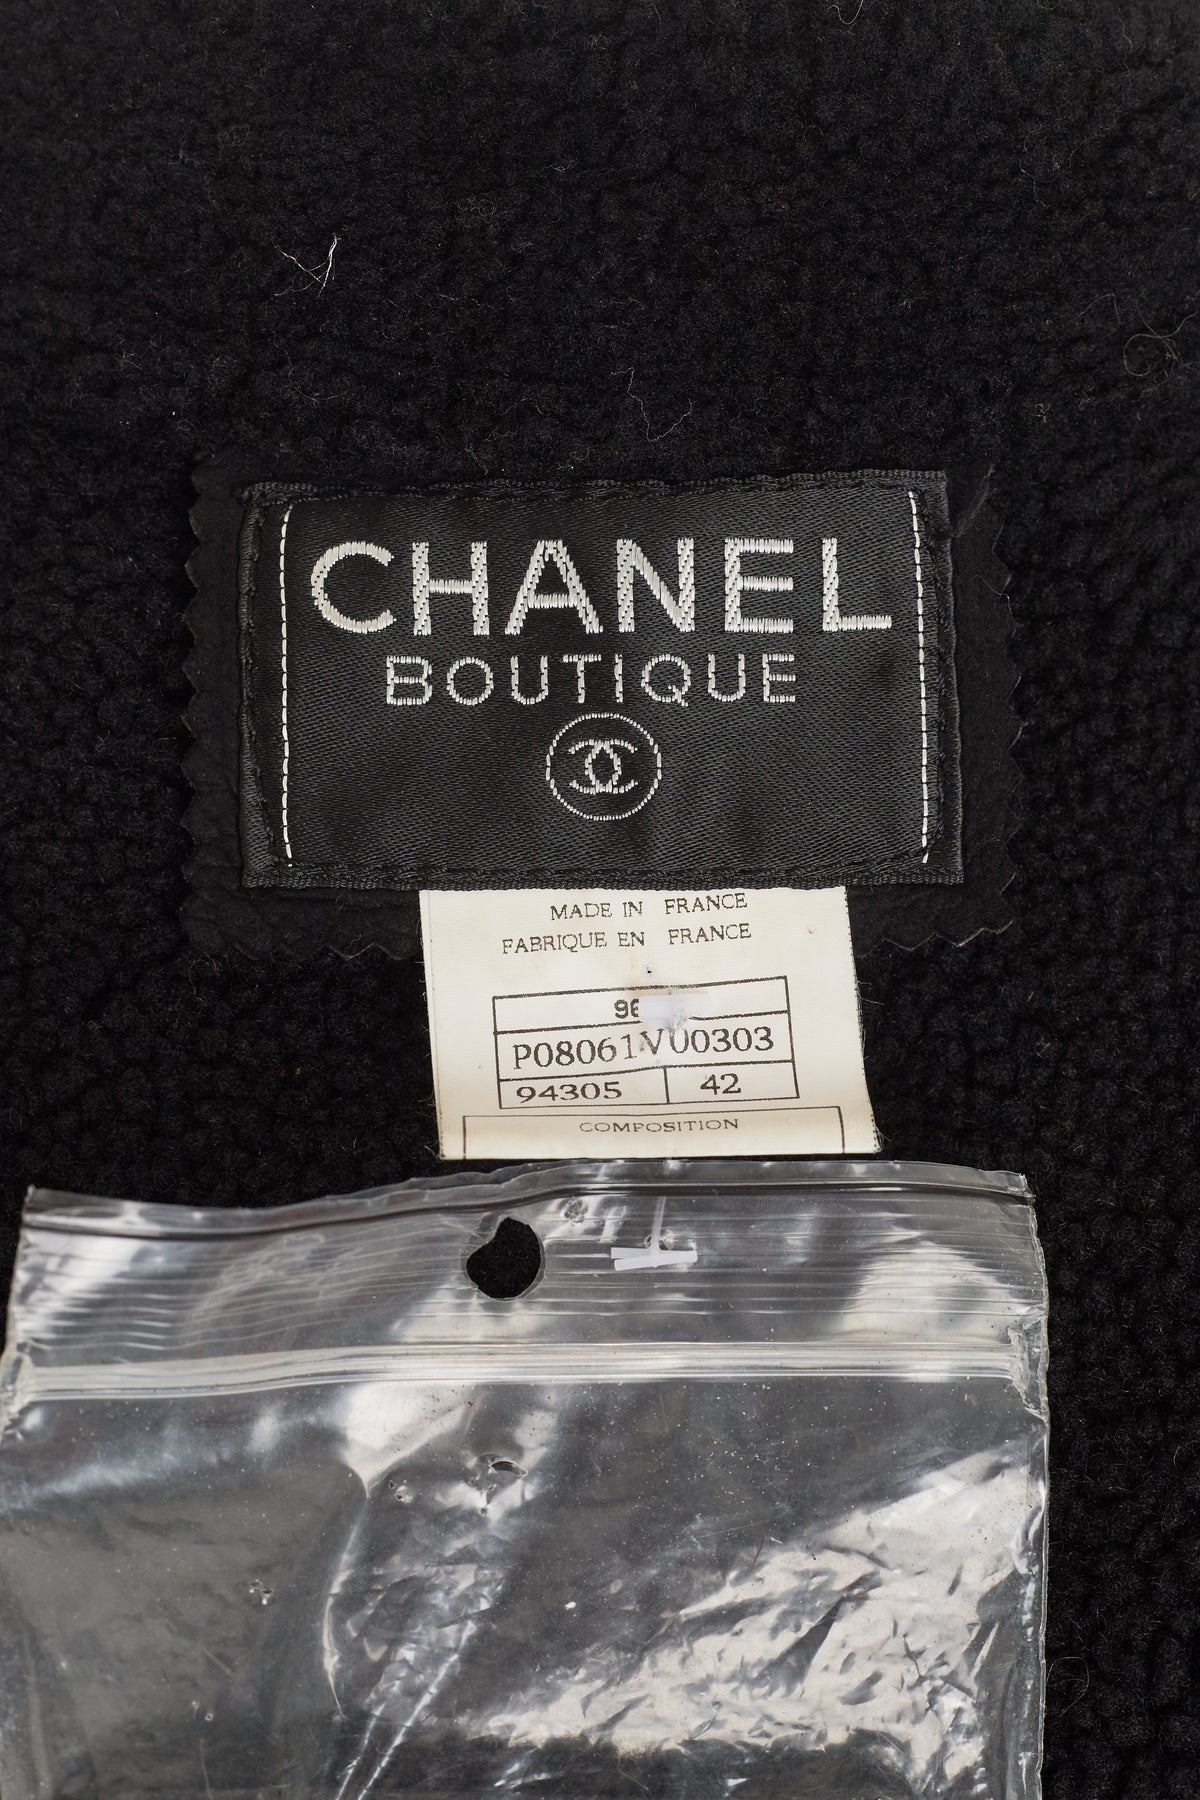 CHANEL
BOUTIQUE
MADE IN FRANCE
FABRIQUE EN FRANCE
P08061V00303
94305 42
COMPOSITION